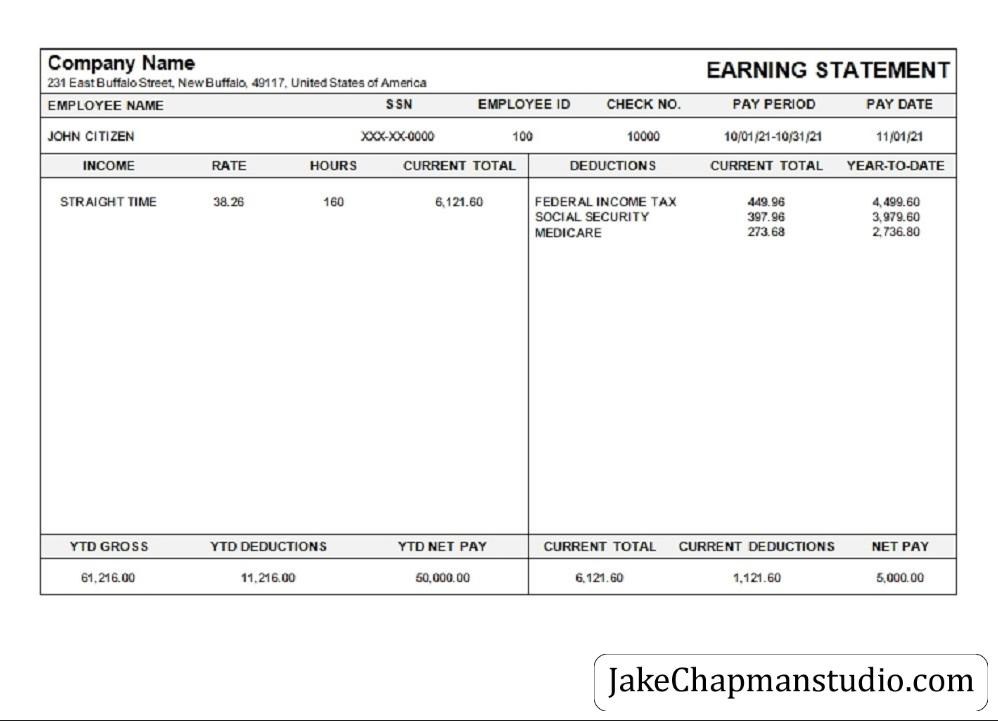 Company Name
EARNING STATEMENT
231 East Buffalo Street, New Buffalo, 49117, United States of America
EMPLOYEE NAME SSN EMPLOYEE ID CHECK NO. PAY PERIOD PAY DATE
JOHN CITIZEN XXX-XX-0000 100 10000 10/01/21-10/31/21 11/01/21
INCOME RATE HOURS CURRENT TOTAL DEDUCTIONS CURRENT TOTAL YEAR-TO-DATE
STRAIGHT TIME 38.26 160 6,121.60 FEDERAL INCOME TAX 449.96 4,499.60
SOCIAL SECURITY 397.96 3,979.60
MEDICARE 273.68 2,736.80
YTD GROSS YTD DEDUCTIONS YTD NET PAY CURRENT TOTAL CURRENT DEDUCTIONS NET PAY
61,216.00 11,216.00 50,000.00 6,121.60 1,121.60 5,000.00
JakeChapmanstudio.com